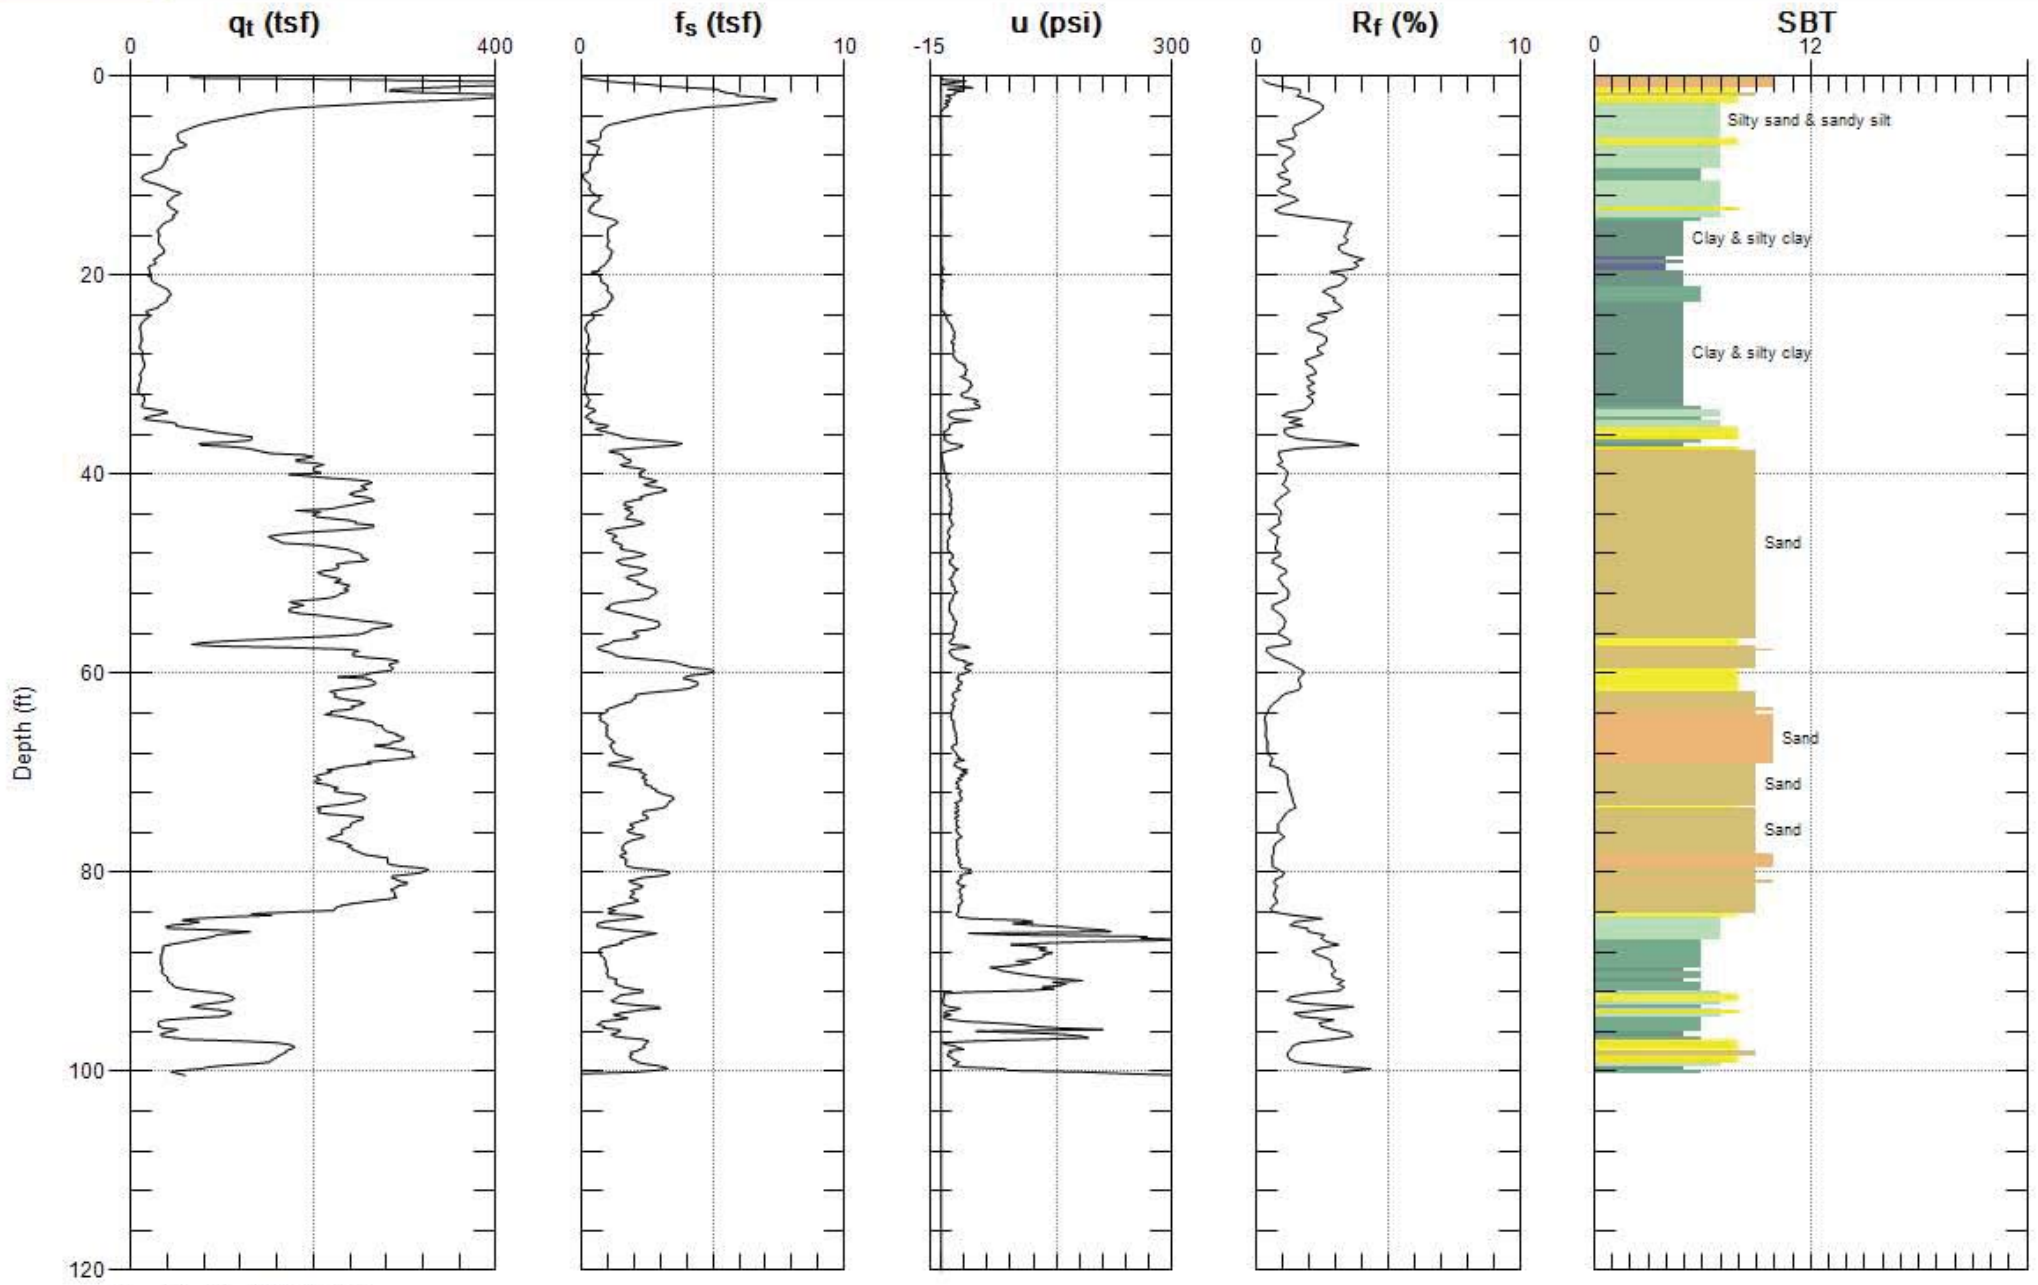 qt (tsf) fs (tsf) u (psi) Rf (%) SBT
0 400 0 10 -15 300 0 10 0 12
0
Silty sand & sandy silt
Clay & silty clay
20
Clay & silty clay
40
Sand
60
Depth (ft)
Sand
Sand
Sand
80
100
120